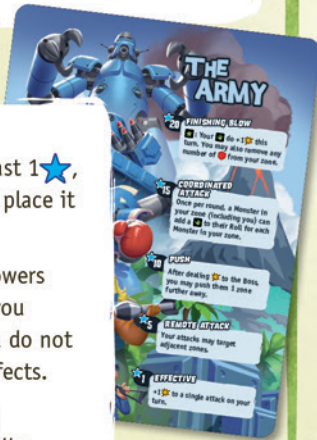 THE
ARMY
20 FINISHING BLOW
: Your do +1 this
turn. You may also remove any
number of from your zone.
15 COORDINATED
ATTACK
Once per round, a Monster in
your zone (including you) can
add a to their Roll for each
Monster in your zone.
10 PUSH
After dealing to the Boss,
you may push them 1 zone
further away.
5 REMOTE ATTACK
Your attacks may target
adjacent zones.
1 EFFECTIVE
+1 to a single attack on your
turn.
ast 1 ,
place it
owers
you
do not
fects.